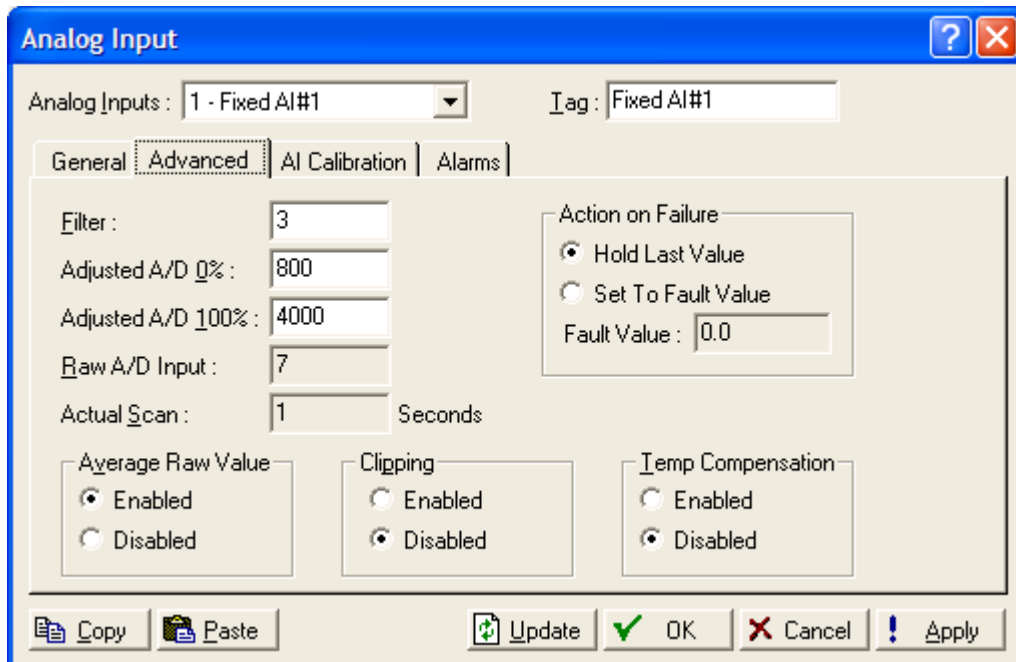 Analog Input
Analog Inputs : 1 - Fixed AI#1 Tag : Fixed AI#1
General Advanced AI Calibration Alarms
Filter : 3
Adjusted A/D 0% : 800
Adjusted A/D 100% : 4000
Raw A/D Input : 7
Actual Scan : 1 Seconds
Action on Failure
Hold Last Value
Set To Fault Value
Fault Value : 0.0
Average Raw Value
Enabled
Disabled
Clipping
Enabled
Disabled
Temp Compensation
Enabled
Disabled
Copy Paste Update OK Cancel Apply